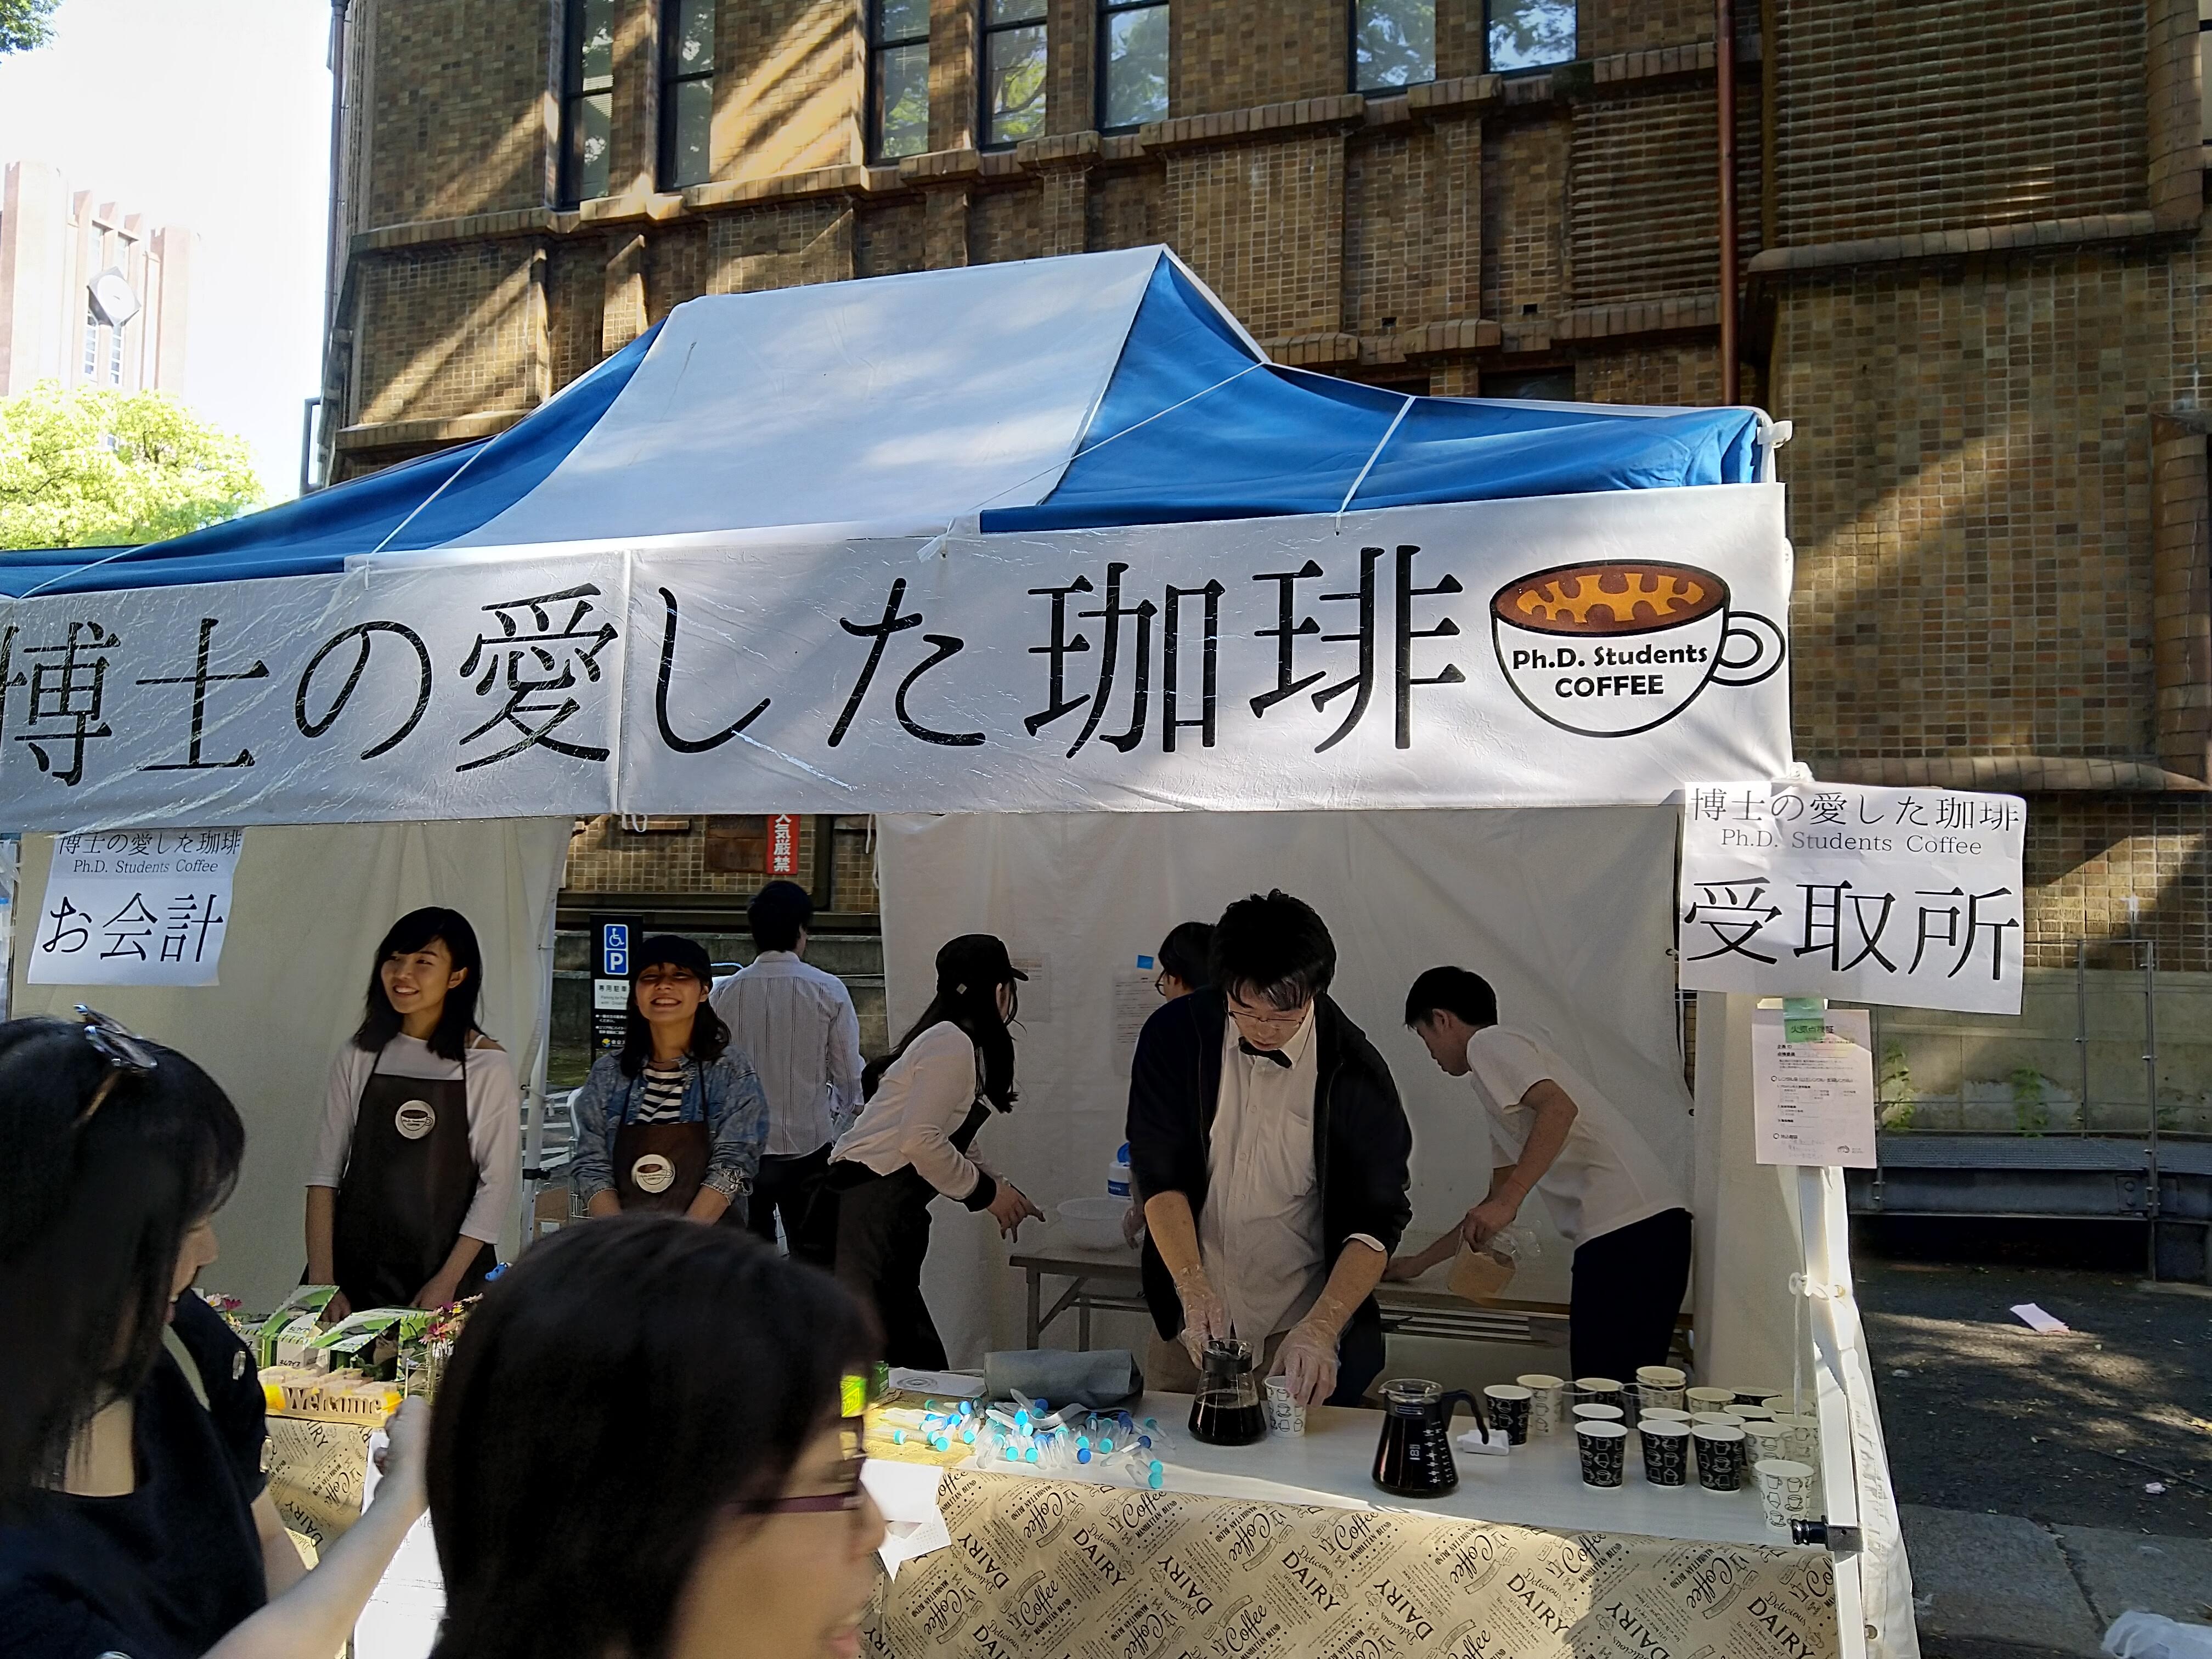 博士の愛した珈琲
Ph.D. Students
COFFEE
博士の愛した珈琲
Ph.D. Students Coffee
お会計
火気厳禁
P
博士の愛した珈琲
Ph.D. Students Coffee
受取所
Welcome
Coffee
DAIRY
Delicious
MANHATTAN BLEND